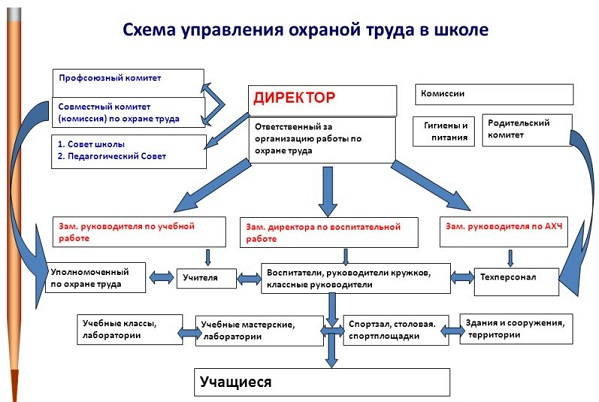 Схема управления охраной труда в школе
Профсоюзный комитет
Совместный комитет
(комиссия) по охране труда
1. Совет школы
2. Педагогический Совет
ДИРЕКТОР
Ответственный за
организацию работы по
охране труда
Комиссии
Гигиены и
питания
Родительский
комитет
Зам. руководителя по учебной
работе
Зам. директора по воспитательной
работе
Зам. руководителя по АХЧ
Уполномоченный
по охране труда
Учителя
Воспитатели, руководители кружков,
классные руководители
Техперсонал
Учебные классы,
лаборатории
Учебные мастерские,
лаборатории
Спортзал, столовая.
спортплощадки
Здания и сооружения,
территории
Учащиеся